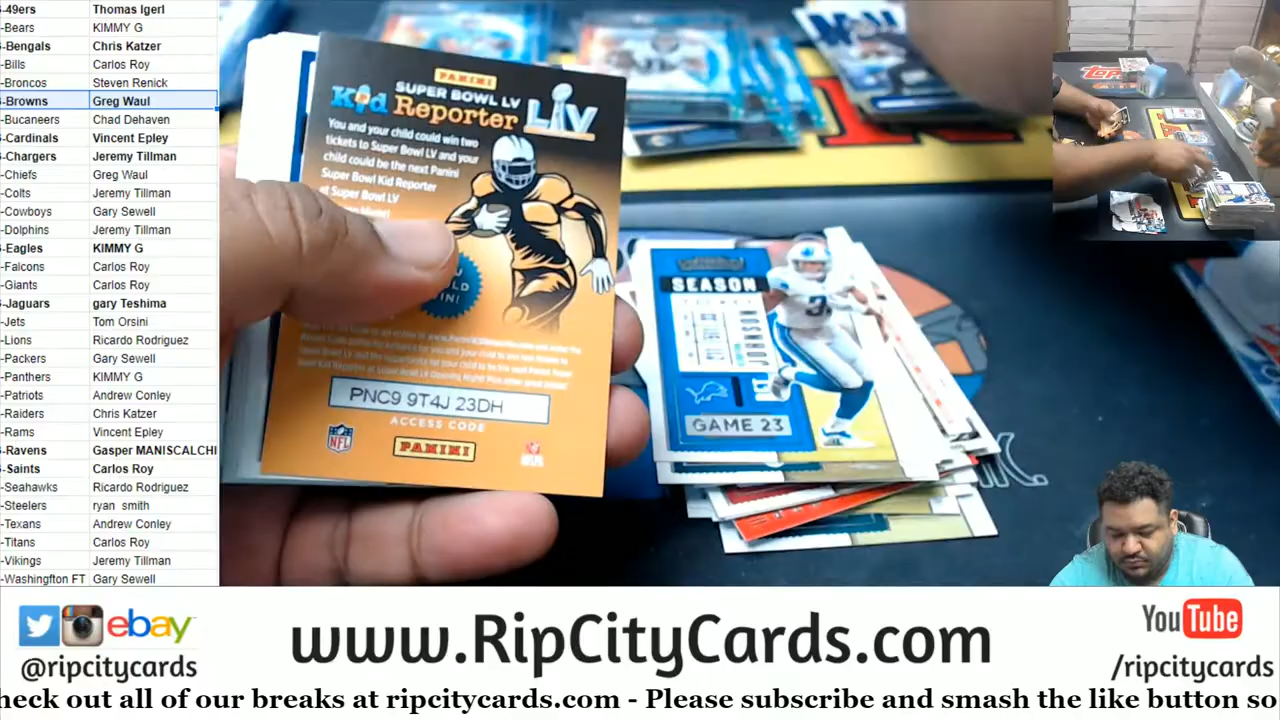 -49ers Thomas Igerl
-Bears KIMMY G
-Bengals Chris Katzer
-Bills Carlos Roy
-Broncos Steven Renick
-Browns Greg Waul
-Bucaneers Chad Dehaven
-Cardinals Vincent Epley
-Chargers Jeremy Tillman
-Chiefs Greg Waul
-Colts Jeremy Tillman
-Cowboys Gary Sewell
-Dolphins Jeremy Tillman
-Eagles KIMMY G
-Falcons Carlos Roy
-Giants Carlos Roy
-Jaguars gary Teshima
-Jets Tom Orsini
-Lions Ricardo Rodriguez
-Packers Gary Sewell
-Panthers KIMMY G
-Patriots Andrew Conley
-Raiders Chris Katzer
-Rams Vincent Epley
-Ravens Gasper MANISCALCHI
-Saints Carlos Roy
-Seahawks Ricardo Rodriguez
-Steelers ryan smith
-Texans Andrew Conley
-Titans Carlos Roy
-Vikings Jeremy Tillman
-Washingfton FT Gary Sewell
PANINI
SUPER BOWL LV
Kid Reporter LV
You and your child could win two
tickets to Super Bowl LV and your
child could be the next Panini
Super Bowl Kid Reporter
at Super Bowl LV
PNC9 9T4J 23DH
ACCESS CODE
NFL
PANINI
SEASON
GAME 23
topps
ebay
@ripcitycards
www.RipCityCards.com
YouTube
/ripcitycards
heck out all of our breaks at ripcitycards.com - Please subscribe and smash the like button so